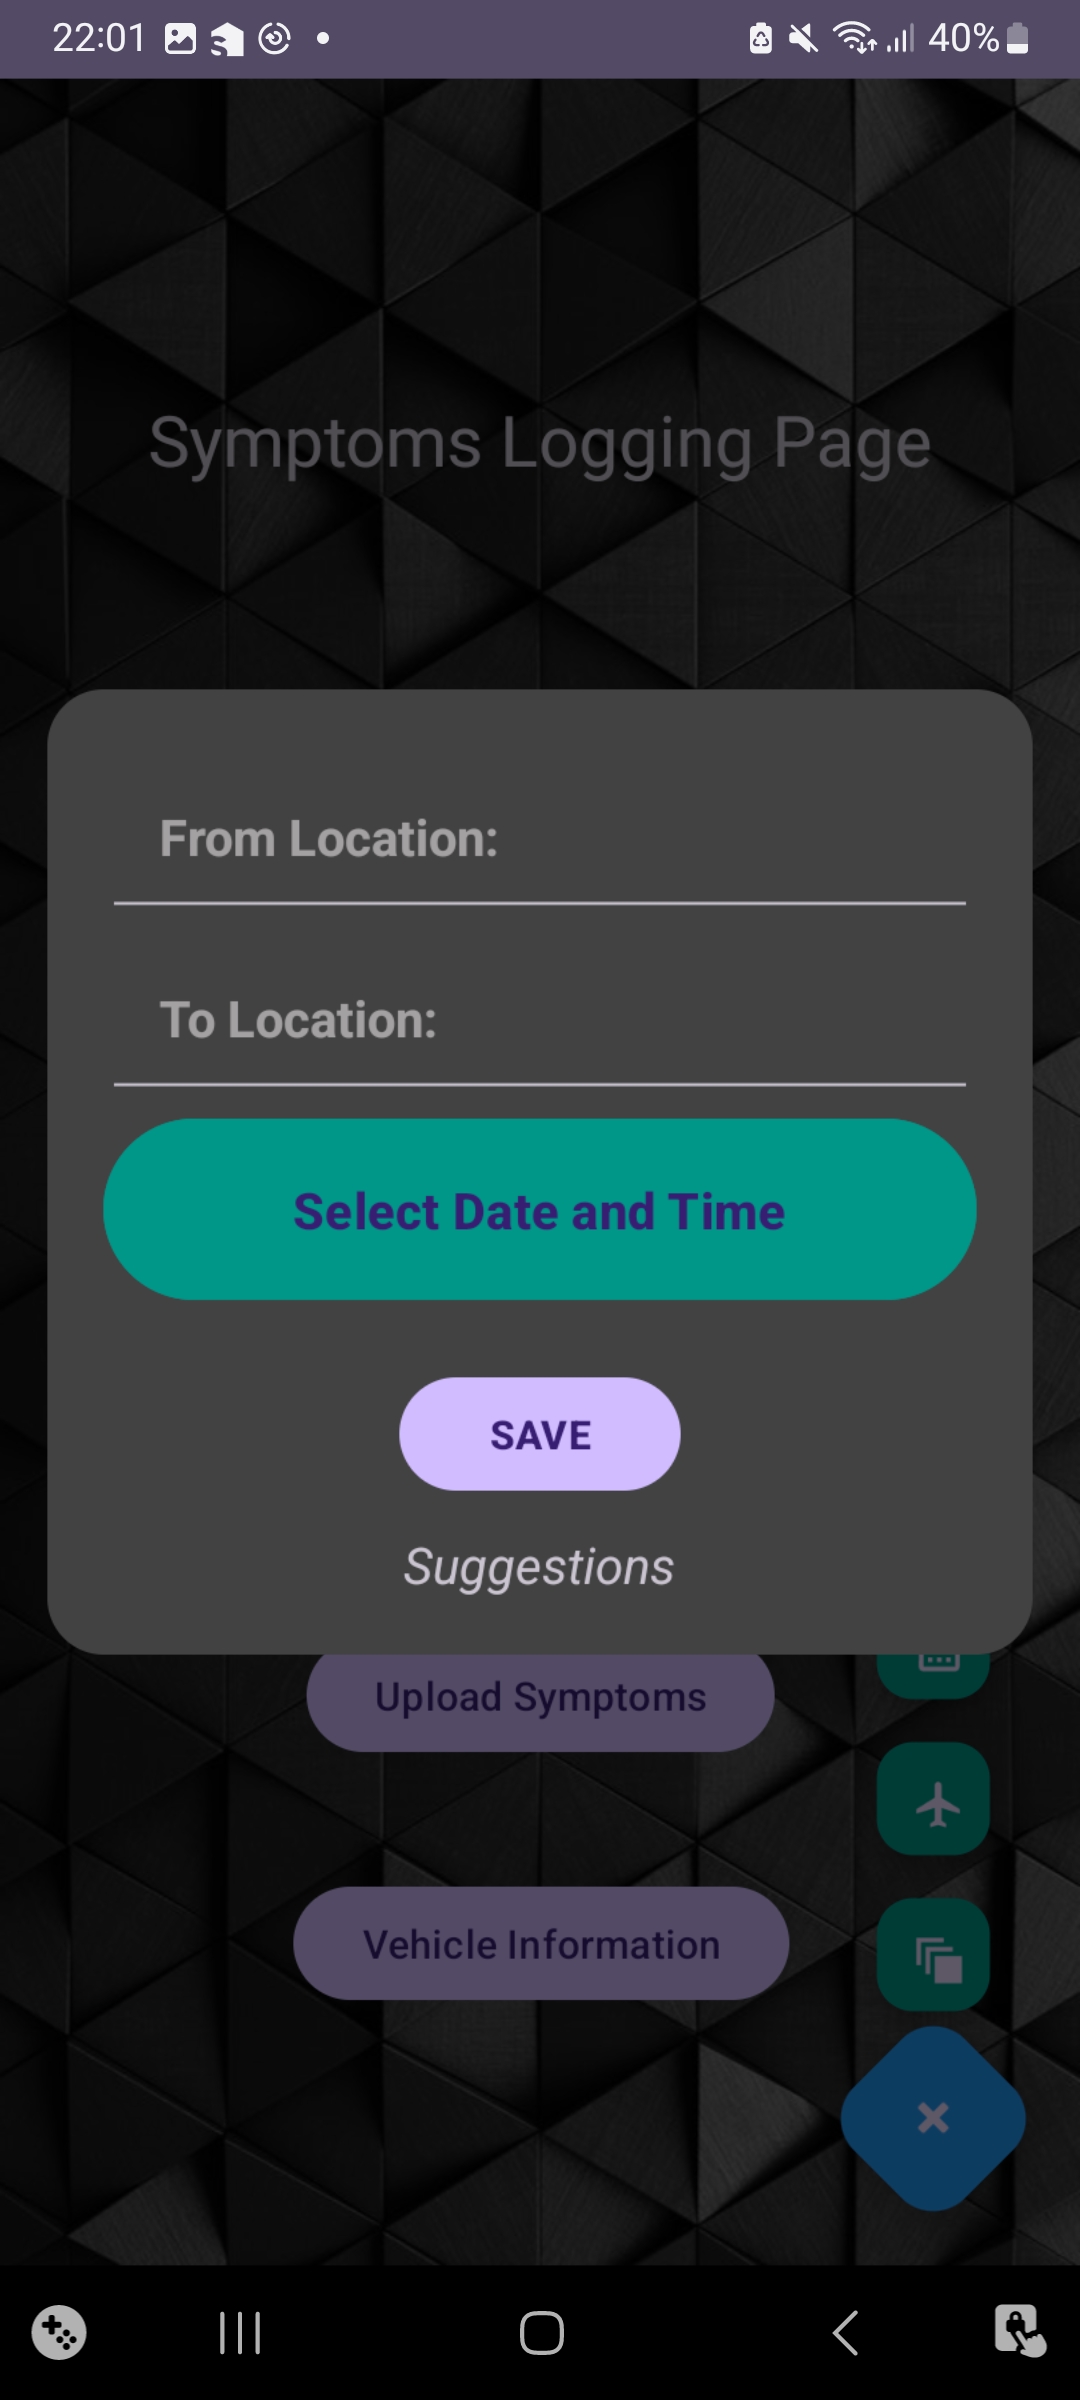 22:01
40%
Symptoms Logging Page
From Location:
To Location:
Select Date and Time
SAVE
Suggestions
Upload Symptoms
Vehicle Information